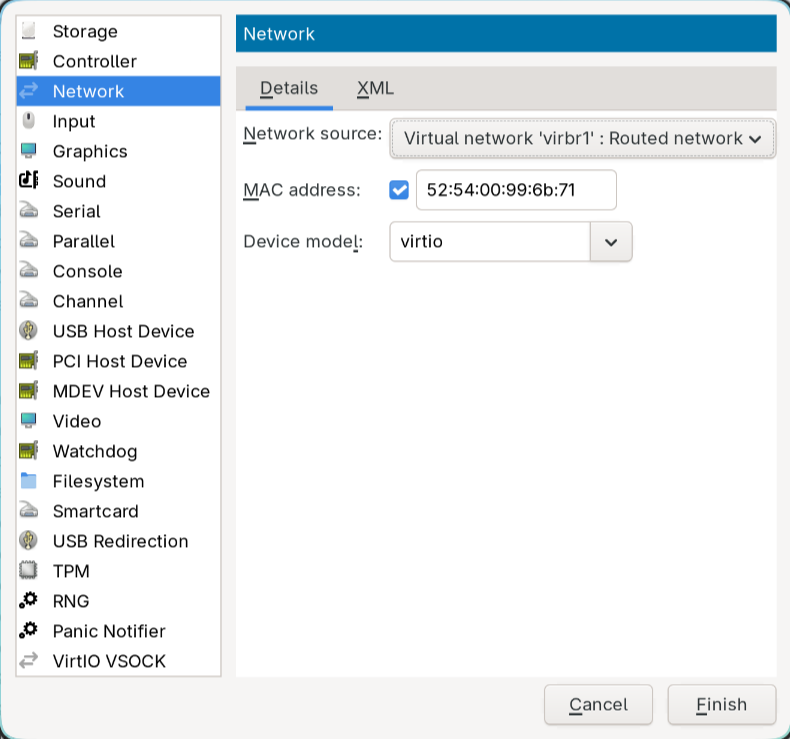 Storage
Controller
Network
Input
Graphics
Sound
Serial
Parallel
Console
Channel
USB Host Device
PCI Host Device
MDEV Host Device
Video
Watchdog
Filesystem
Smartcard
USB Redirection
TPM
RNG
Panic Notifier
VirtIO VSOCK
Network
Details XML
Network source: Virtual network 'virbr1' : Routed network
MAC address: 52:54:00:99:6b:71
Device model: virtio
Cancel Finish